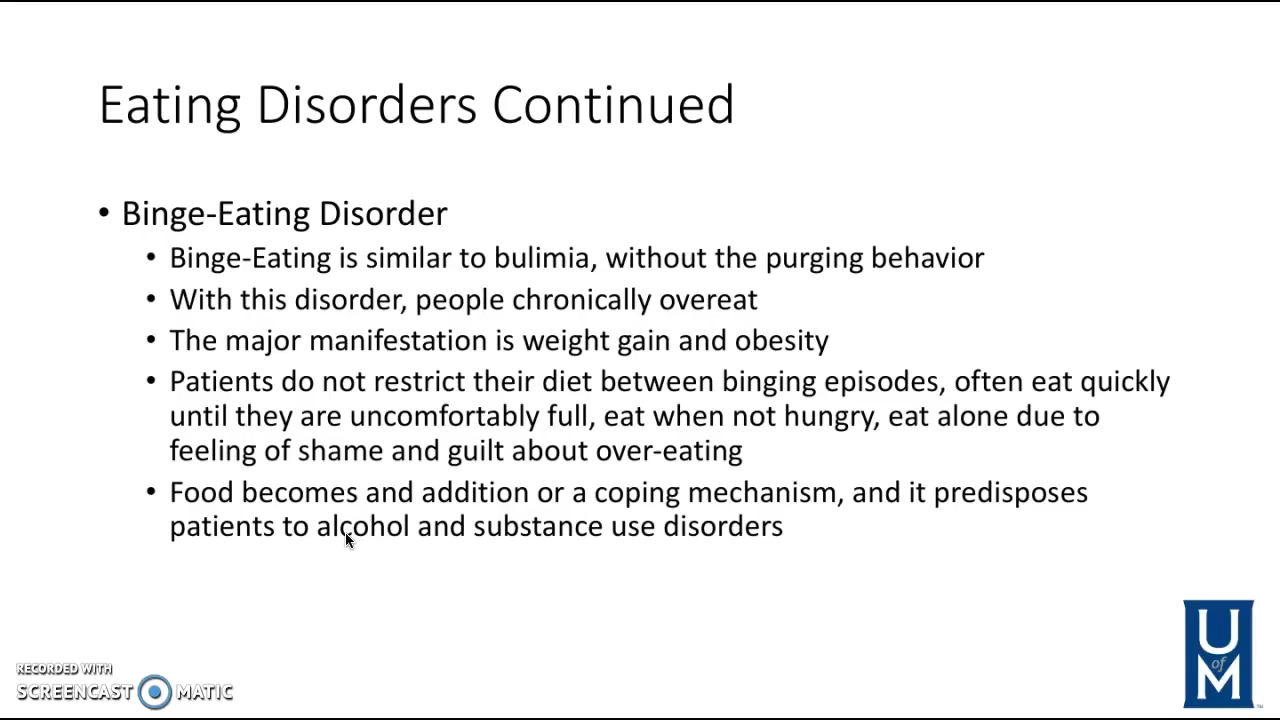 Eating Disorders Continued
• Binge-Eating Disorder
• Binge-Eating is similar to bulimia, without the purging behavior
• With this disorder, people chronically overeat
• The major manifestation is weight gain and obesity
• Patients do not restrict their diet between binging episodes, often eat quickly
until they are uncomfortably full, eat when not hungry, eat alone due to
feeling of shame and guilt about over-eating
• Food becomes and addition or a coping mechanism, and it predisposes
patients to alcohol and substance use disorders
RECORDED WITH
SCREENCAST MATIC
U
of
M
™